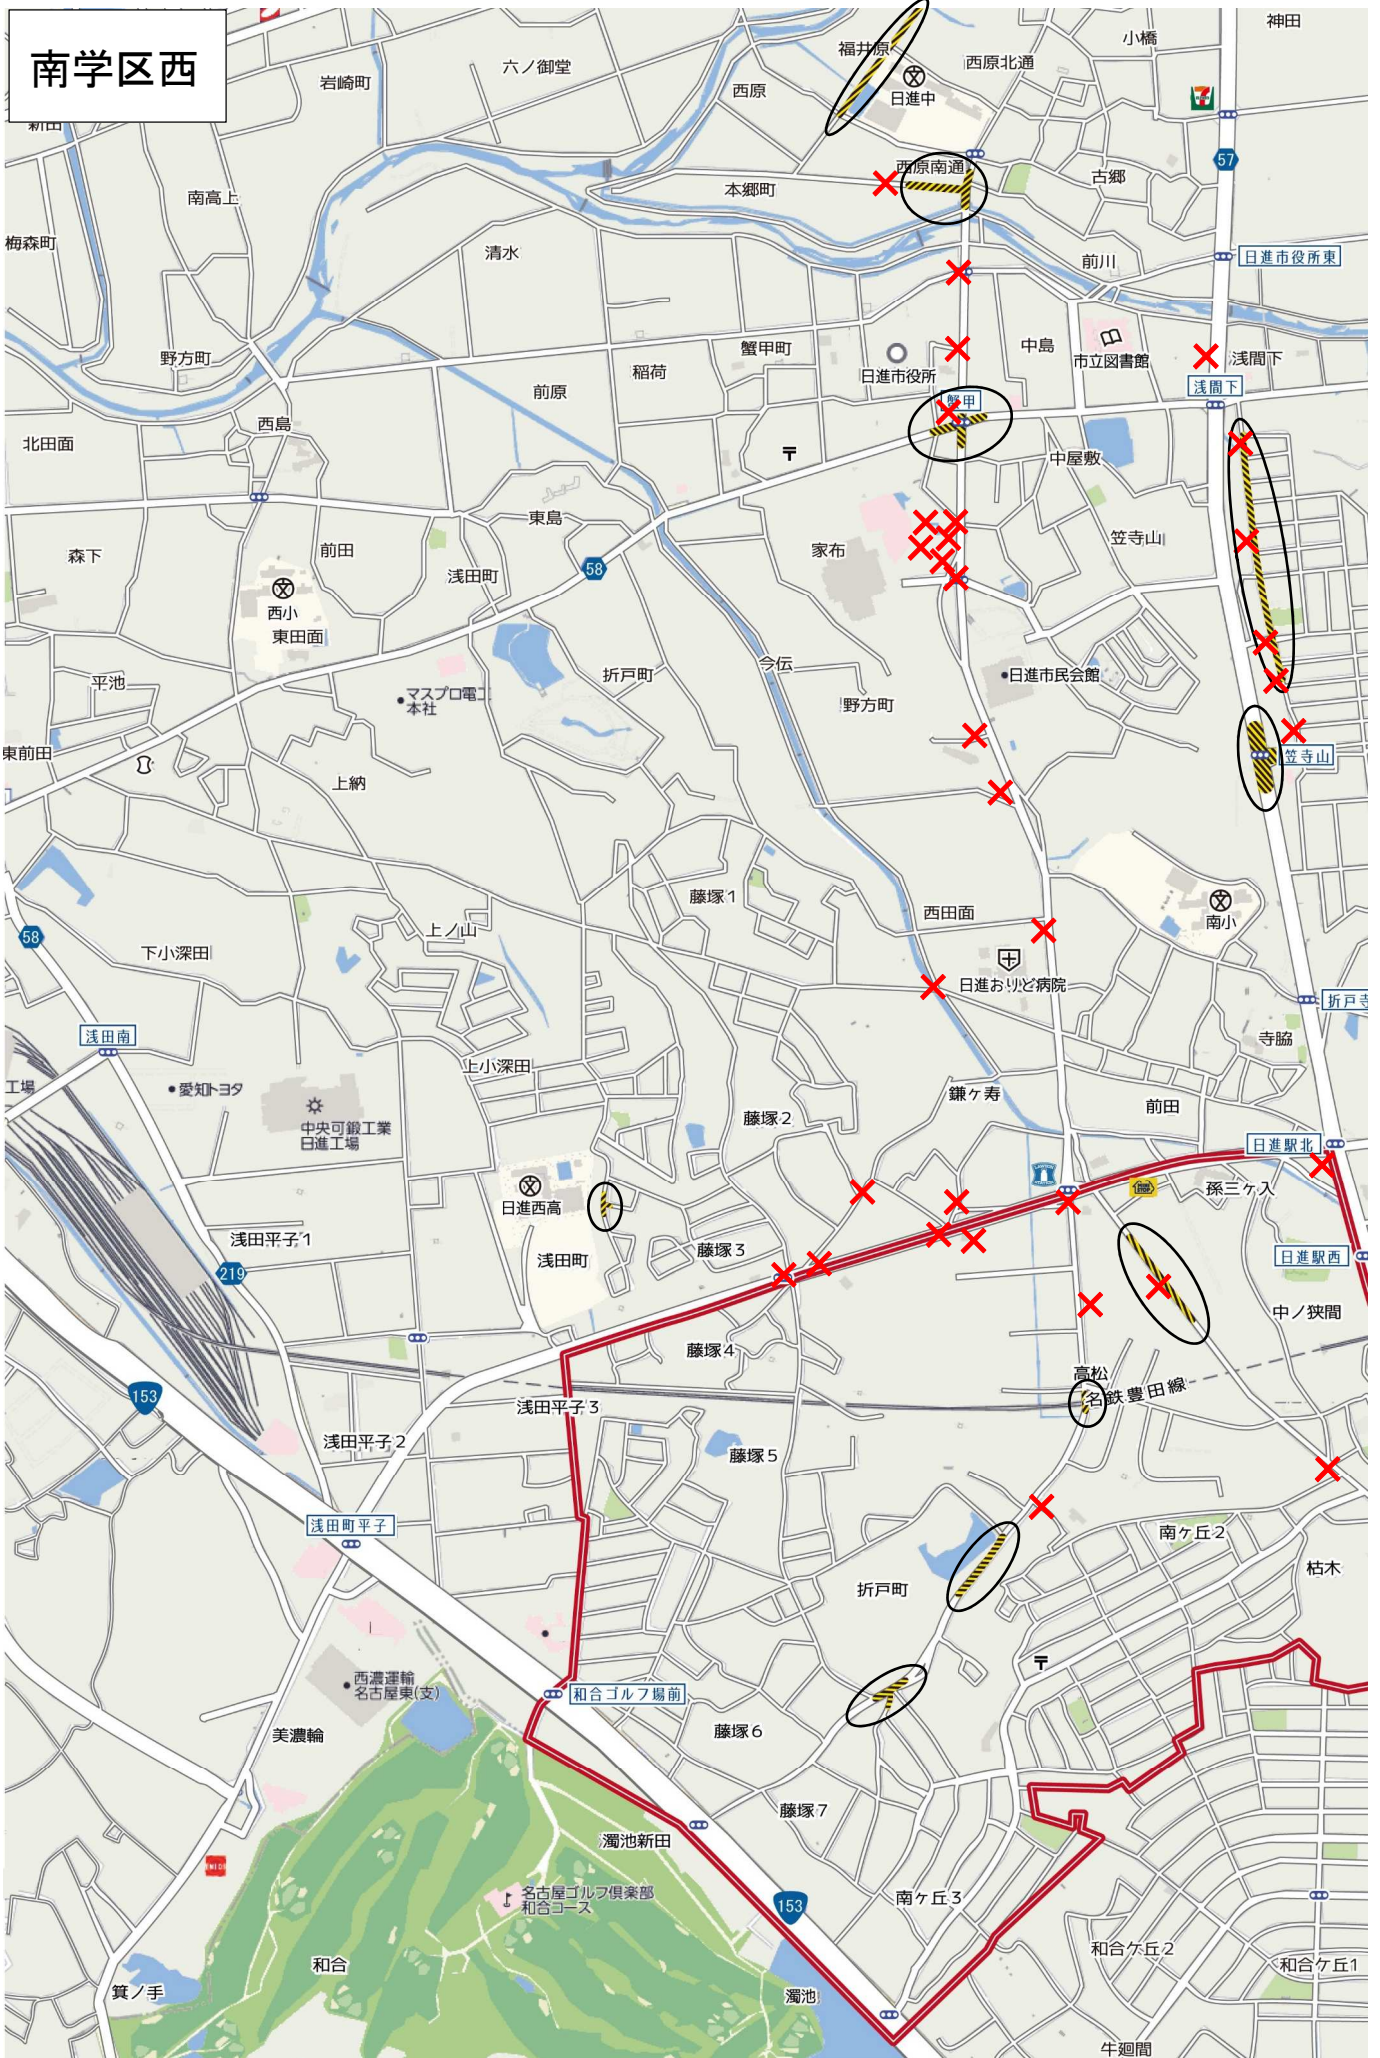 南学区西
神田
小橋
福井原
西原北通
六ノ御堂
岩崎町
西原
日進中
新田
57
西原南通
古郷
本郷町
南高上
梅森町
清水
前川
日進市役所東
蟹甲町
中島
市立図書館
浅間下
野方町
稲荷
日進市役所
浅間下
前原
蟹甲
西島
北田面
中屋敷
東島
笠寺山
森下
前田
家布
58
浅田町
西小
東田面
今伝
折戸町
日進市民会館
平池
マスプロ電工
本社
野方町
東前田
笠寺山
上納
藤塚1
西田面
南小
上ノ山
58
下小深田
日進おりど病院
折戸寺
浅田南
寺脇
上小深田
工場
愛知トヨタ
鎌ヶ寿
前田
藤塚2
中央可鍛工業
日進工場
日進駅北
LAWSON
孫三ヶ入
日進西高
浅田平子1
藤塚3
浅田町
日進駅西
219
中ノ狭間
藤塚4
高松
名鉄豊田線
153
浅田平子3
浅田平子2
藤塚5
浅田町平子
南ヶ丘2
枯木
折戸町
西濃運輸
名古屋東(支)
和合ゴルフ場前
美濃輪
藤塚6
藤塚7
濁池新田
名古屋ゴルフ倶楽部
和合コース
153
南ヶ丘3
和合ケ丘2
和合
和合ケ丘1
箕ノ手
濁池
牛廻間